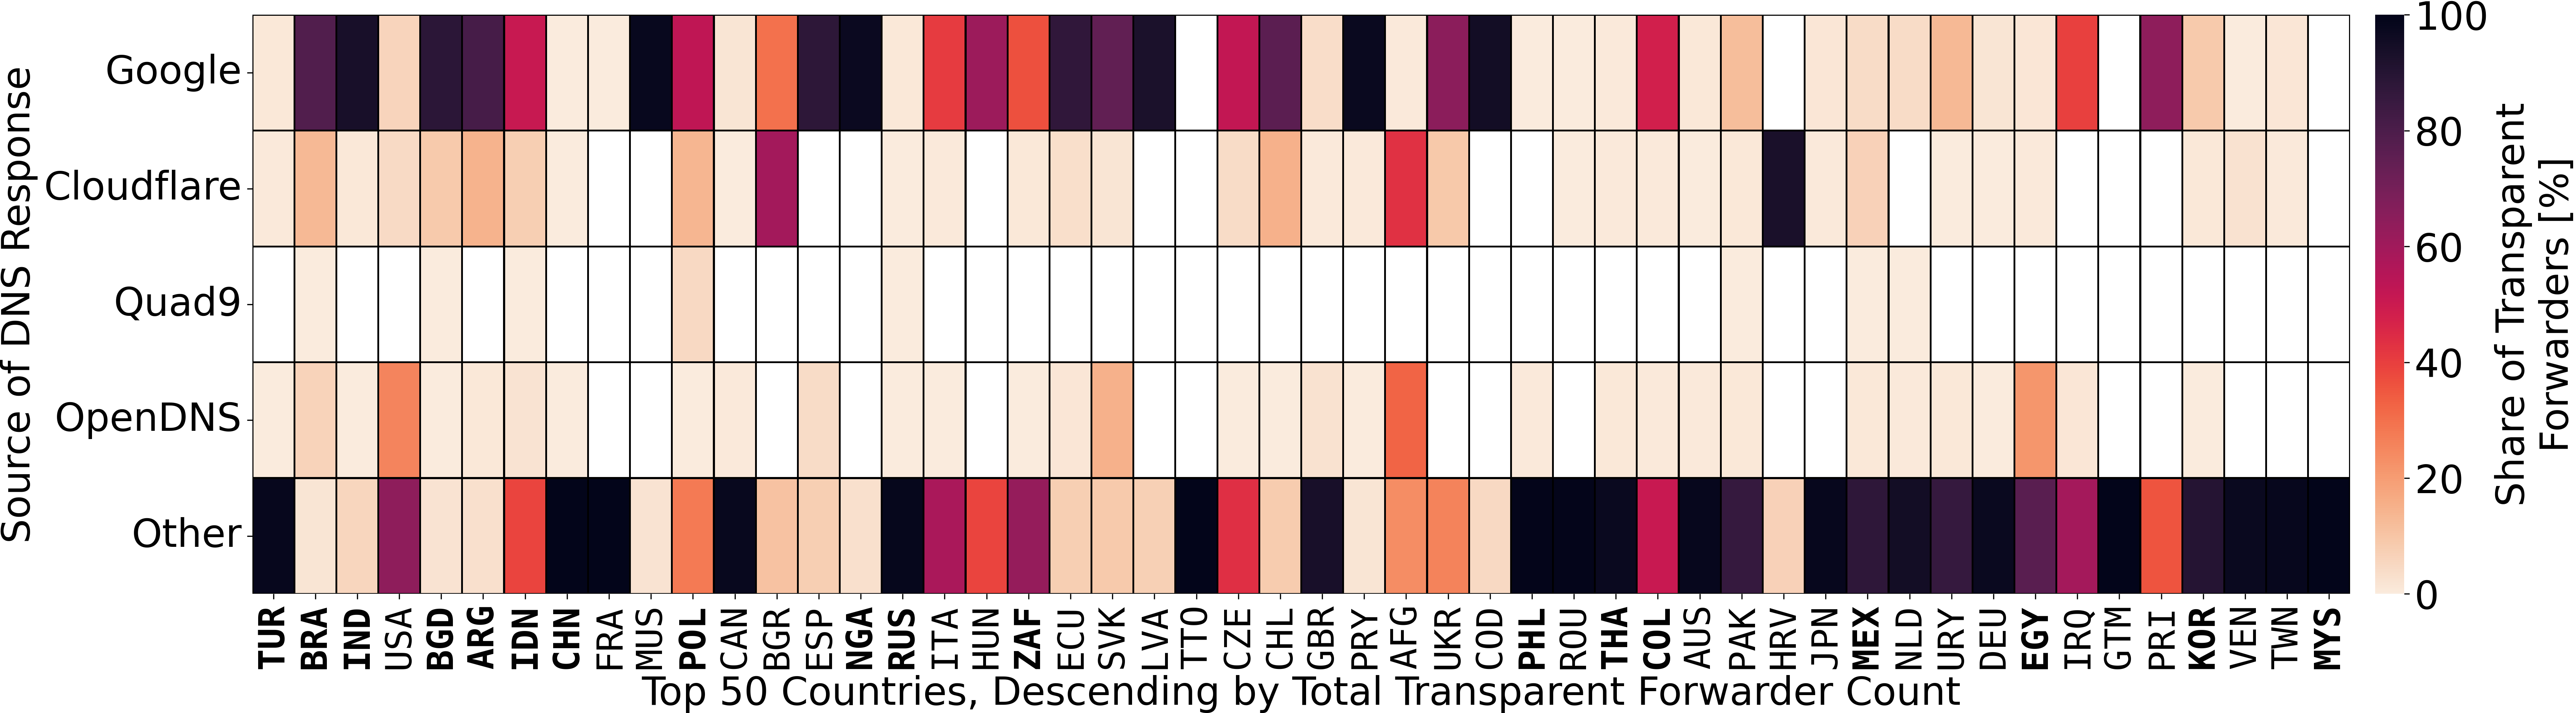 Source of DNS Response
Google
Cloudflare
Quad9
OpenDNS
Other
TUR BRA IND USA BGD ARG IDN CHN FRA MUS POL CAN BGR ESP NGA RUS ITA HUN ZAF ECU SVK LVA TTO CZE CHL GBR PRY AFG UKR COD PHL ROU THA COL AUS PAK HRV JPN MEX NLD URY DEU EGY IRQ GTM PRI KOR VEN TWN MYS
Top 50 Countries, Descending by Total Transparent Forwarder Count
100
80
60
40
20
0
Share of Transparent
Forwarders [%]